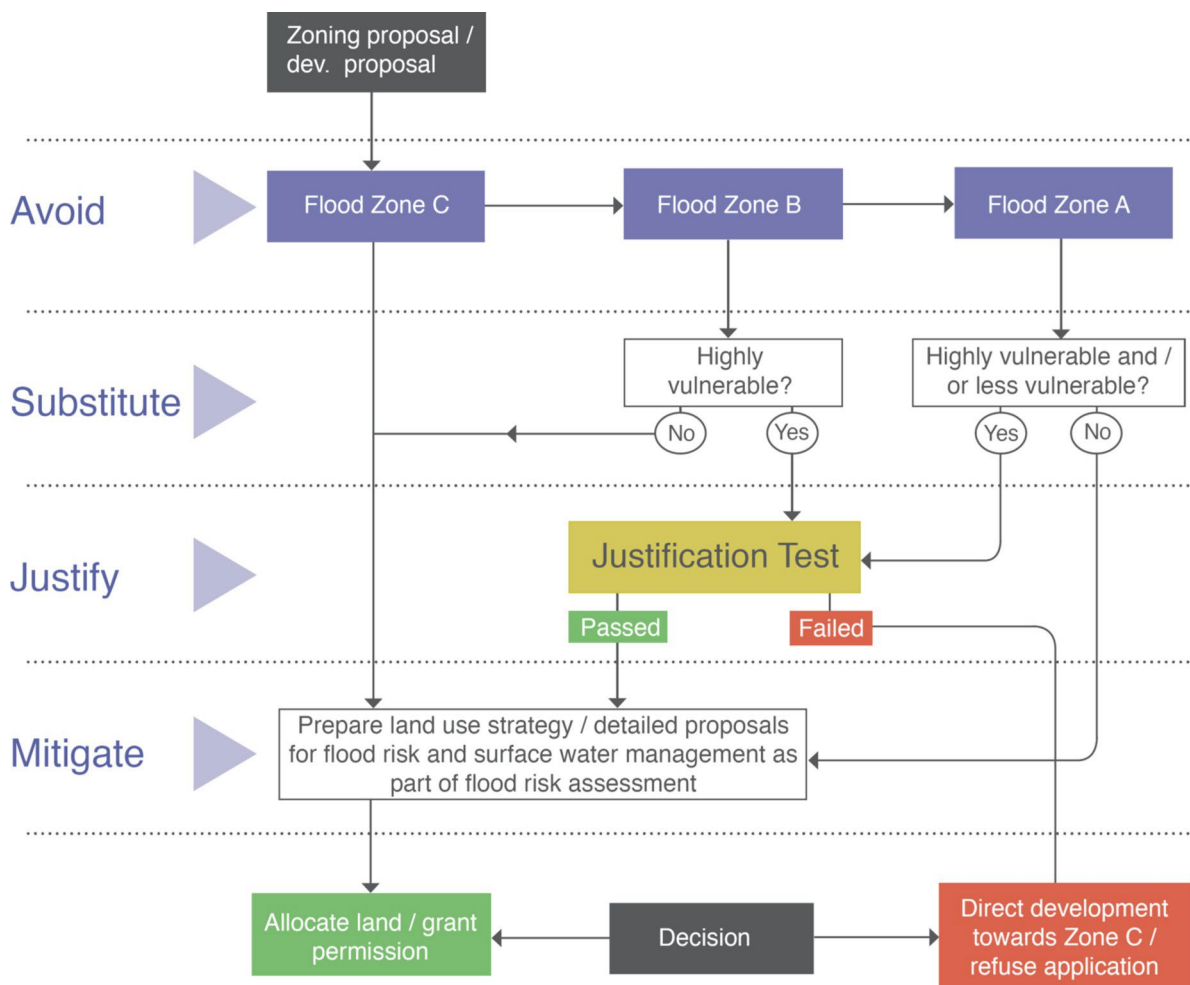 Zoning proposal /
dev. proposal
Avoid
Flood Zone C
Flood Zone B
Flood Zone A
Substitute
Highly
vulnerable?
No
Yes
Highly vulnerable and /
or less vulnerable?
Yes
No
Justify
Justification Test
Passed
Failed
Mitigate
Prepare land use strategy / detailed proposals
for flood risk and surface water management as
part of flood risk assessment
Allocate land / grant
permission
Decision
Direct development
towards Zone C /
refuse application